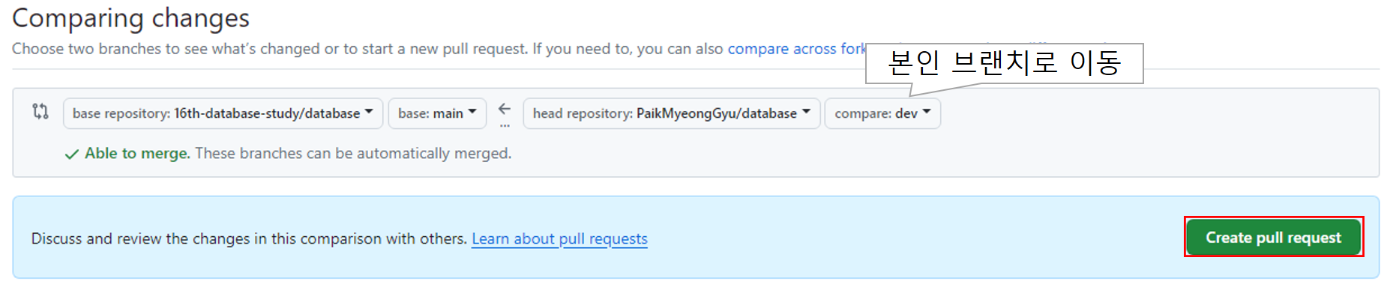 Comparing changes
Choose two branches to see what's changed or to start a new pull request. If you need to, you can also compare across fork
본인 브랜치로 이동
base repository: 16th-database-study/database base: main ← ... head repository: PaikMyeongGyu/database compare: dev
Able to merge. These branches can be automatically merged.
Discuss and review the changes in this comparison with others. Learn about pull requests
Create pull request